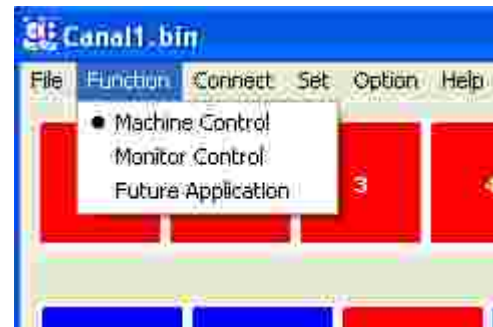 Canal1.bin
File Function Connect Set Option Help
Machine Control
Monitor Control
Future Application
3